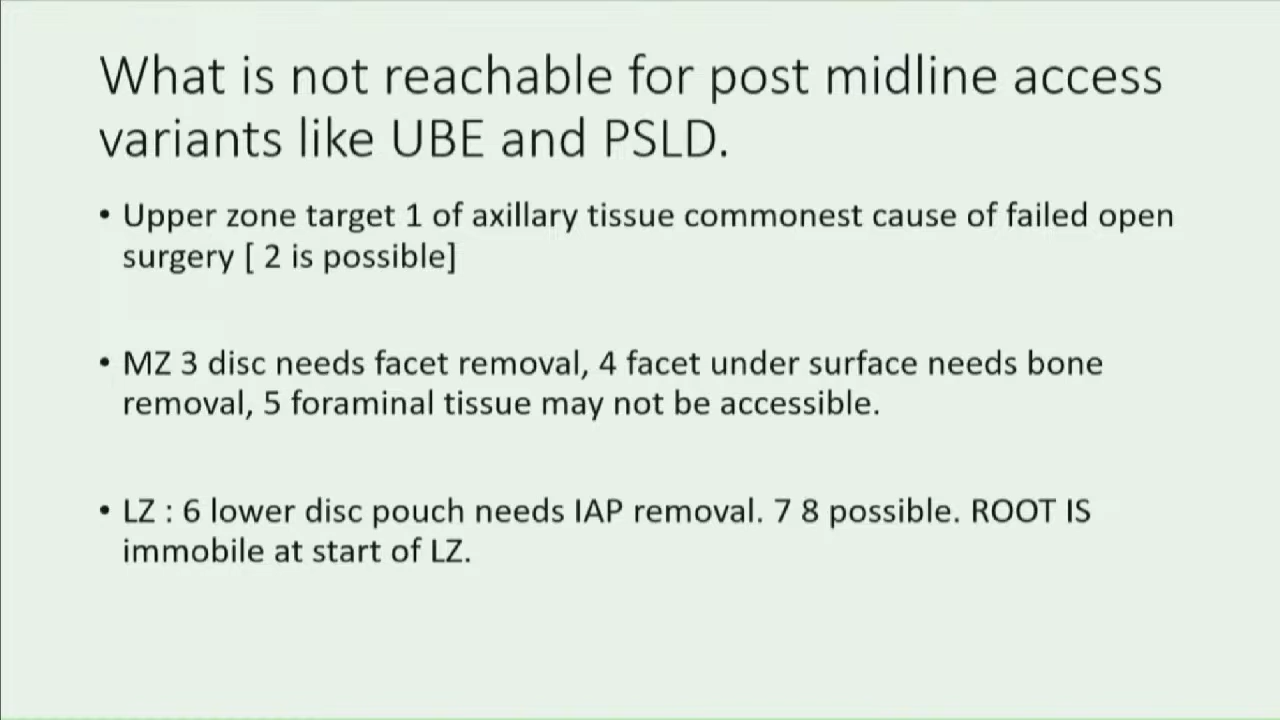 What is not reachable for post midline access
variants like UBE and PSLD.
• Upper zone target 1 of axillary tissue commonest cause of failed open
surgery [ 2 is possible]
• MZ 3 disc needs facet removal, 4 facet under surface needs bone
removal, 5 foraminal tissue may not be accessible.
• LZ : 6 lower disc pouch needs IAP removal. 7 8 possible. ROOT IS
immobile at start of LZ.